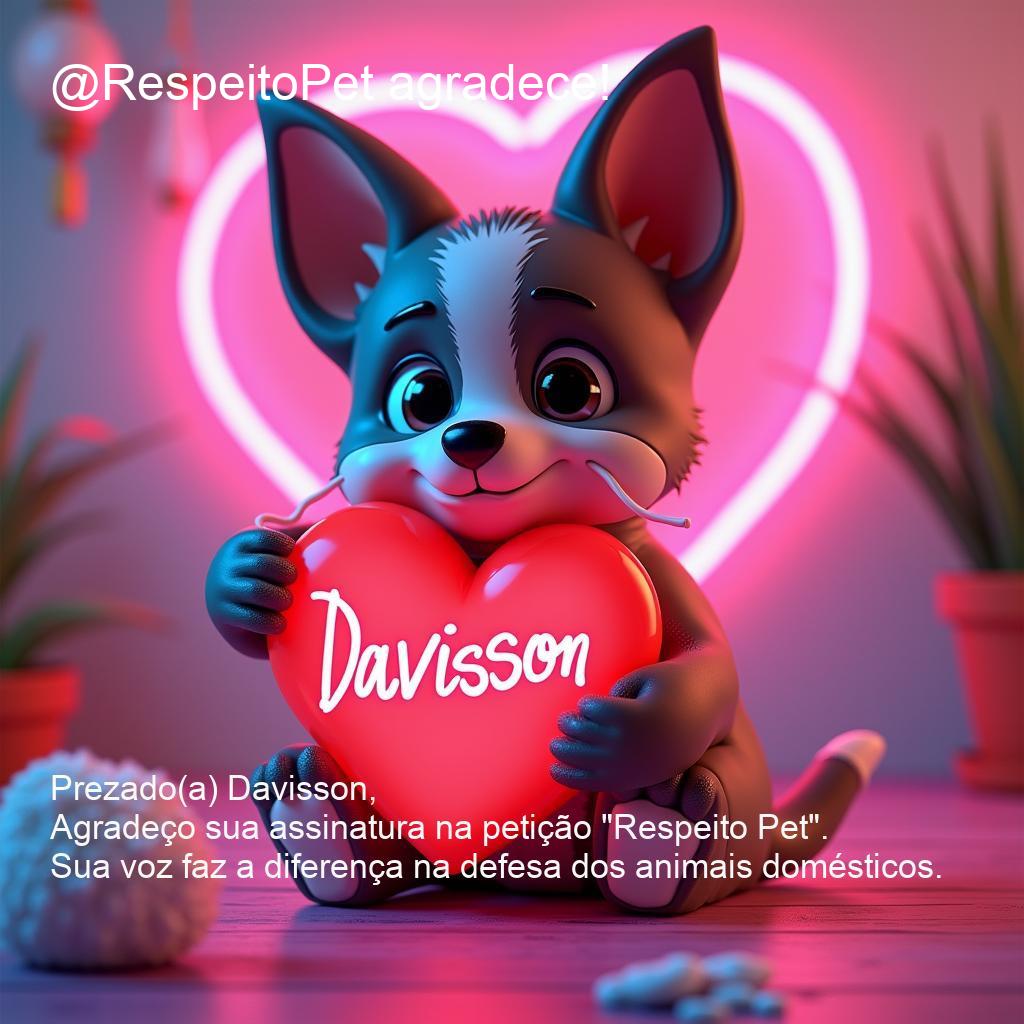 @RespeitoPet agradece!
Davisson
Prezado(a) Davisson,
Agradeço sua assinatura na petição "Respeito Pet".
Sua voz faz a diferença na defesa dos animais domésticos.